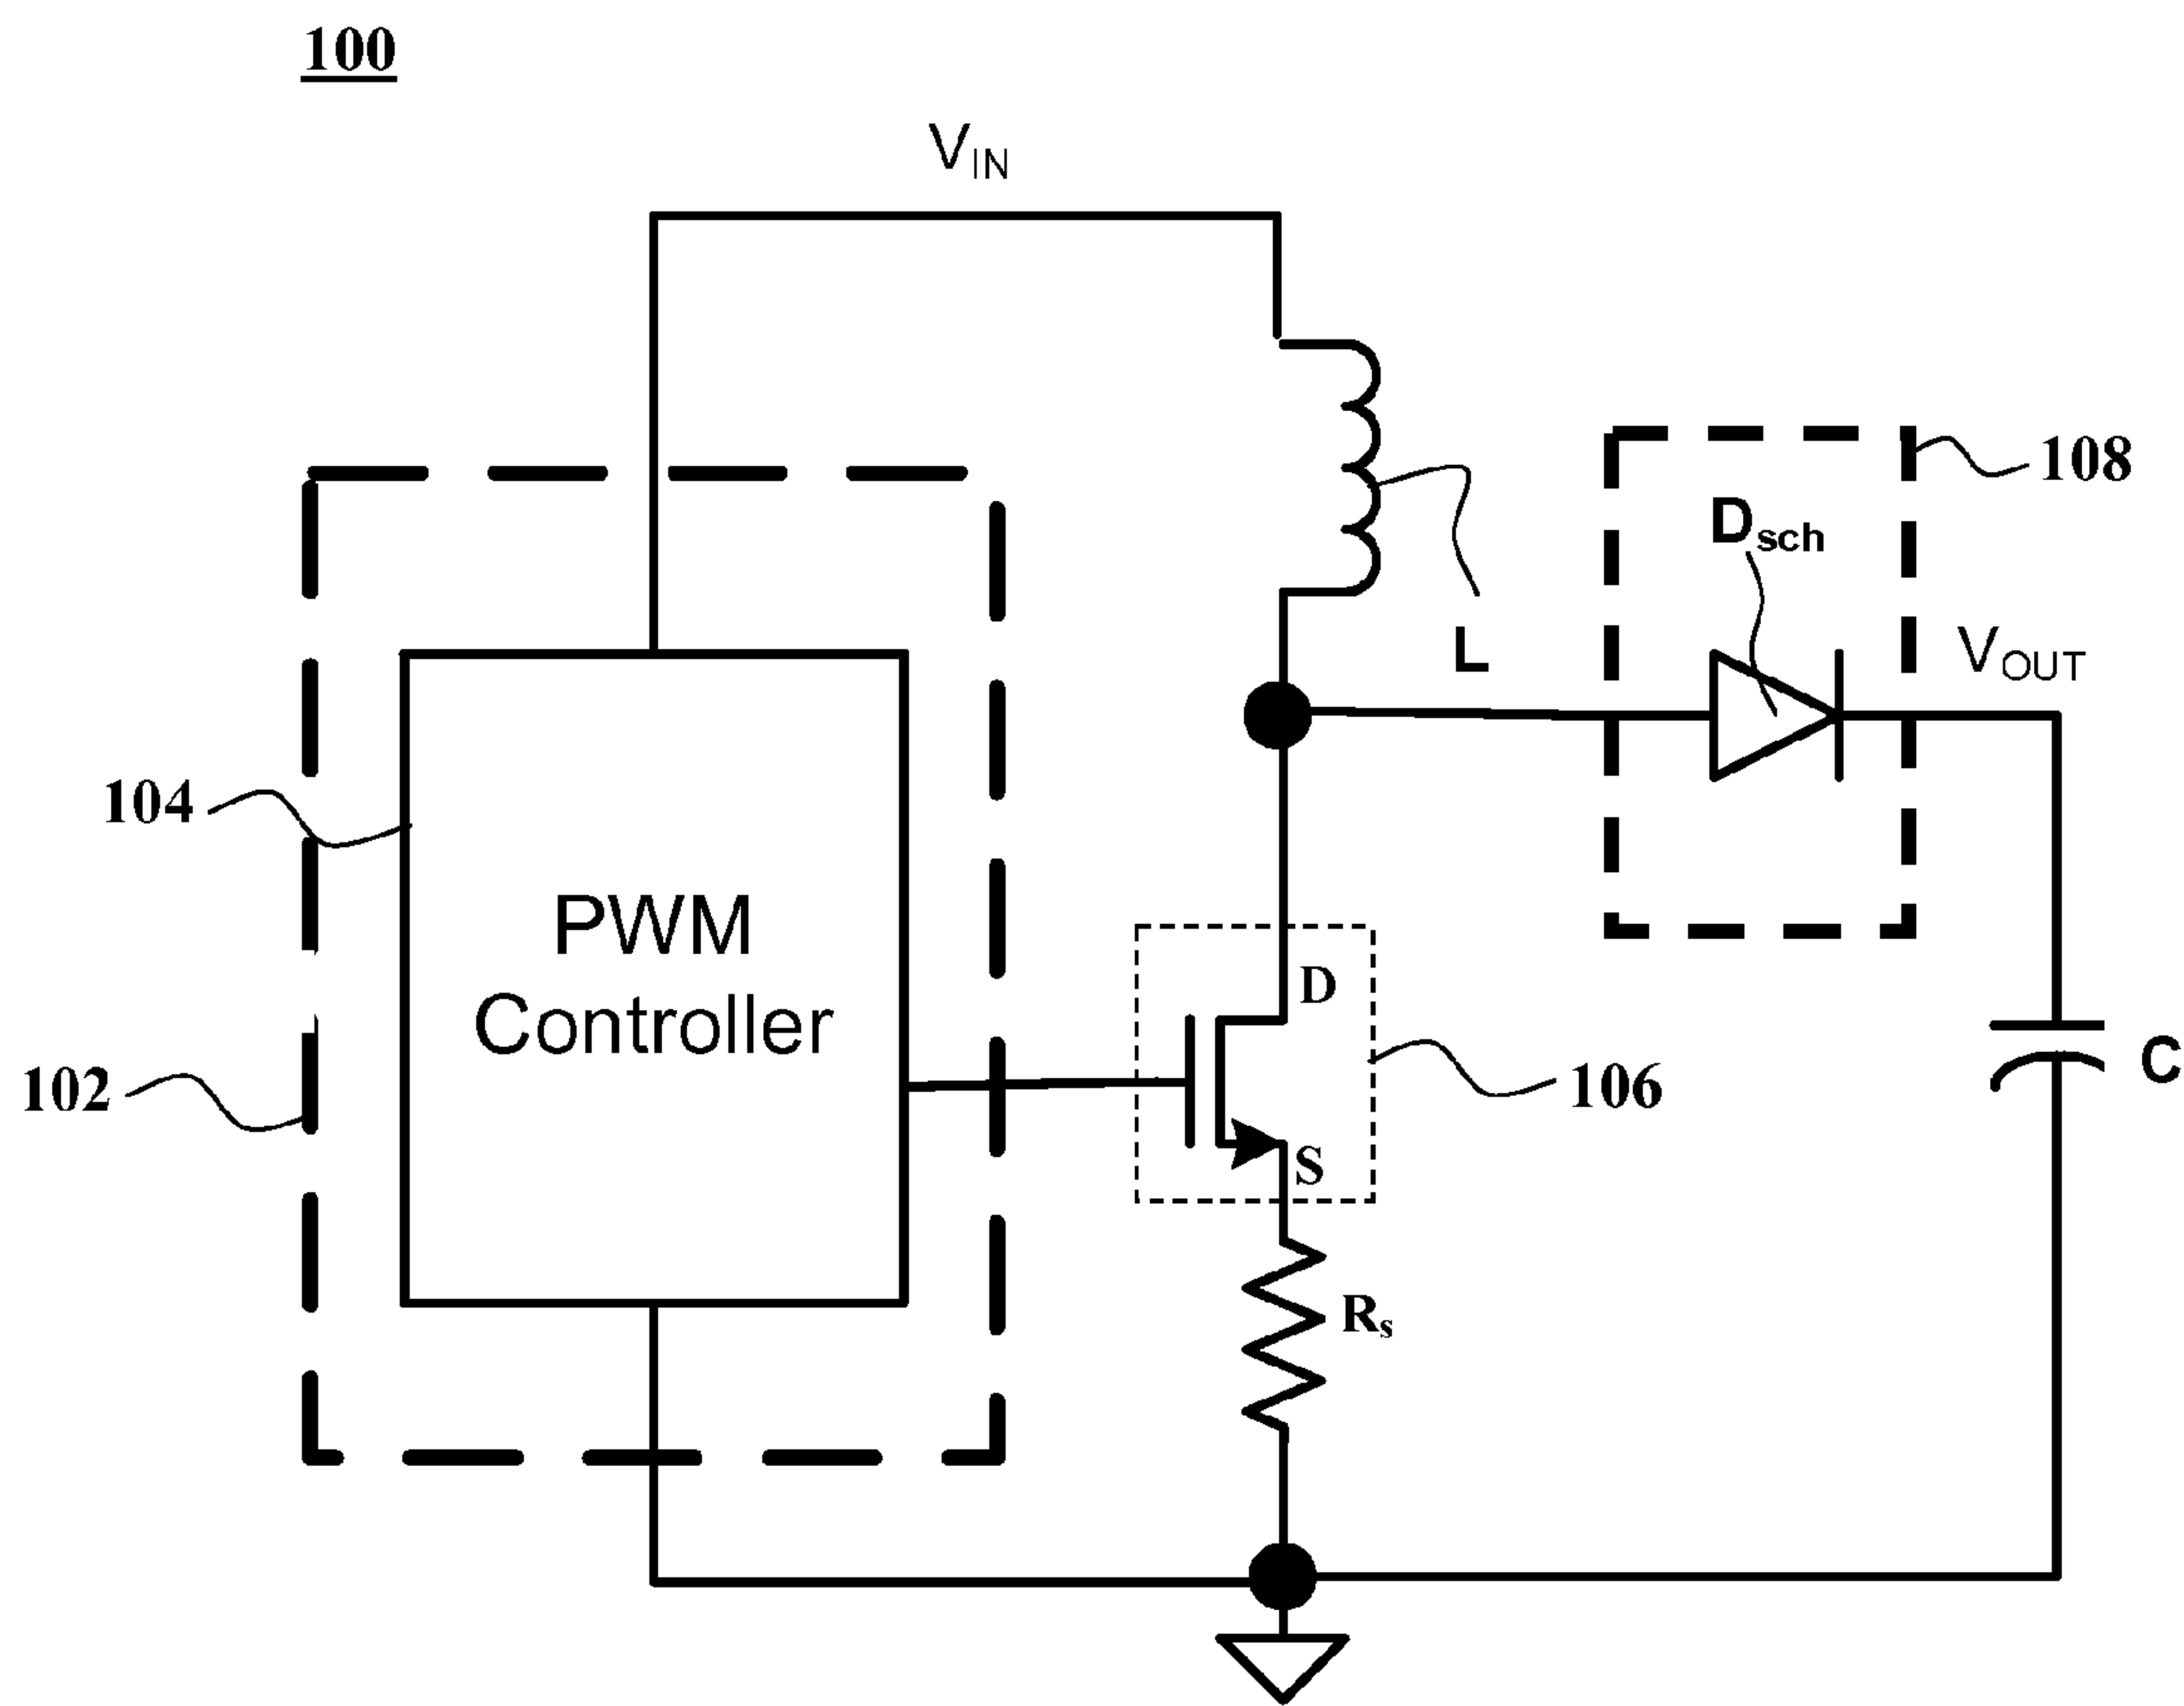 100
VIN
108
Dsch
L
VOUT
104
PWM
Controller
D
C
102
106
S
Rs